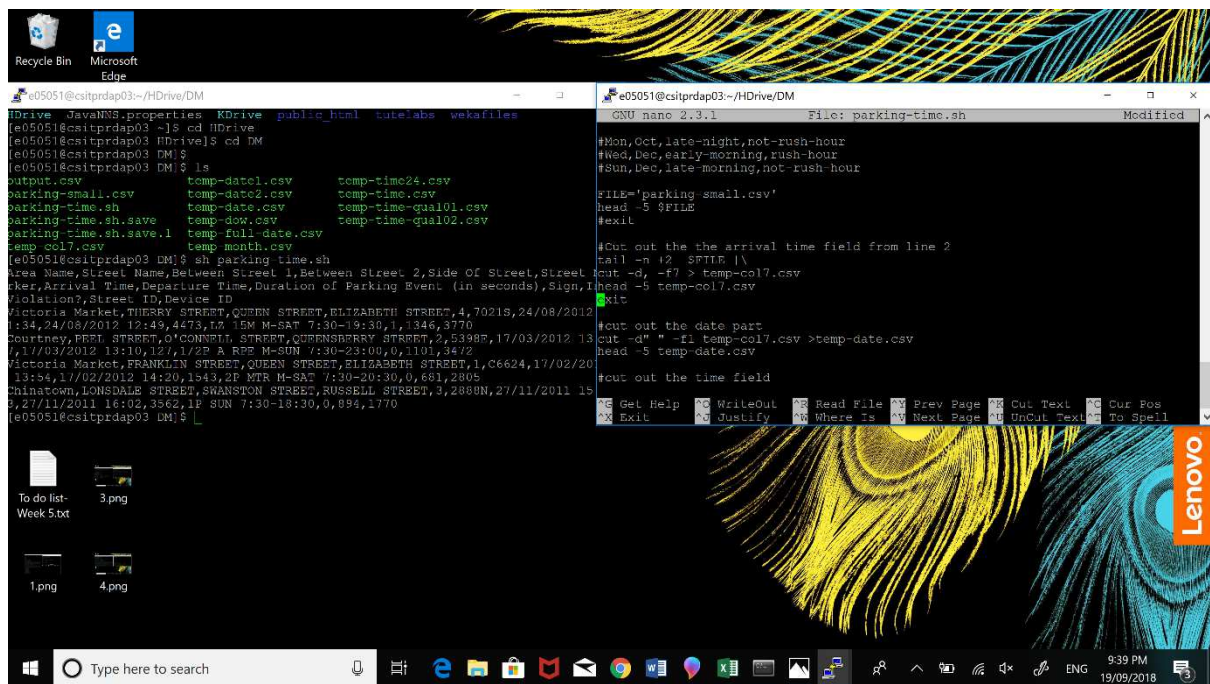 Recycle Bin
Microsoft
Edge
e05051@csitprdap03:~/HDrive/DM
HDrive JavaNNS.properties KDrive public_html tutelabs wekafiles
[e05051@csitprdap03 ~]$ cd HDrive
[e05051@csitprdap03 HDrive]$ cd DM
[e05051@csitprdap03 DM]$
[e05051@csitprdap03 DM]$ ls
output.csv temp-date1.csv temp-time24.csv
parking-small.csv temp-date2.csv temp-time.csv
parking-time.sh temp-date.csv temp-time-qual01.csv
parking-time.sh.save temp-dow.csv temp-time-qual02.csv
parking-time.sh.save.1 temp-full-date.csv
temp-col7.csv temp-month.csv
[e05051@csitprdap03 DM]$ sh parking-time.sh
Area Name,Street Name,Between Street 1,Between Street 2,Side Of Street,Street
rker,Arrival Time,Departure Time,Duration of Parking Event (in seconds),Sign,I
Violation?,Street ID,Device ID
Victoria Market,THERRY STREET,QUEEN STREET,ELIZABETH STREET,4,7021S,24/08/2012
1:34,24/08/2012 12:49,4473,LZ 15M M-SAT 7:30-19:30,1,1346,3770
Courtney,PEEL STREET,O'CONNELL STREET,QUEENSBERRY STREET,2,5398E,17/03/2012 13
7,17/03/2012 13:10,127,1/2P A RPE M-SUN 7:30-23:00,0,1101,3472
Victoria Market,FRANKLIN STREET,QUEEN STREET,ELIZABETH STREET,1,C6624,17/02/20
13:54,17/02/2012 14:20,1543,2P MTR M-SAT 7:30-20:30,0,681,2805
Chinatown,LONSDALE STREET,SWANSTON STREET,RUSSELL STREET,3,2888N,27/11/2011 15
3,27/11/2011 16:02,3562,1P SUN 7:30-18:30,0,894,1770
[e05051@csitprdap03 DM]$
e05051@csitprdap03:~/HDrive/DM
GNU nano 2.3.1 File: parking-time.sh Modified
#Mon,Oct,late-night,not-rush-hour
#Wed,Dec,early-morning,rush-hour
#Sun,Dec,late-morning,not-rush-hour
FILE='parking-small.csv'
head -5 $FILE
#exit
#Cut out the the arrival time field from line 2
tail -n +2 $FILE |\
cut -d, -f7 > temp-col7.csv
head -5 temp-col7.csv
exit
#cut out the date part
cut -d" " -f1 temp-col7.csv >temp-date.csv
head -5 temp-date.csv
#cut out the time field
^G Get Help ^O WriteOut ^R Read File ^Y Prev Page ^K Cut Text ^C Cur Pos
^X Exit ^J Justify ^W Where Is ^V Next Page ^U UnCut Text ^T To Spell
Lenovo
To do list-
Week 5.txt
3.png
1.png
4.png
Type here to search
ENG
9:39 PM
19/09/2018
3